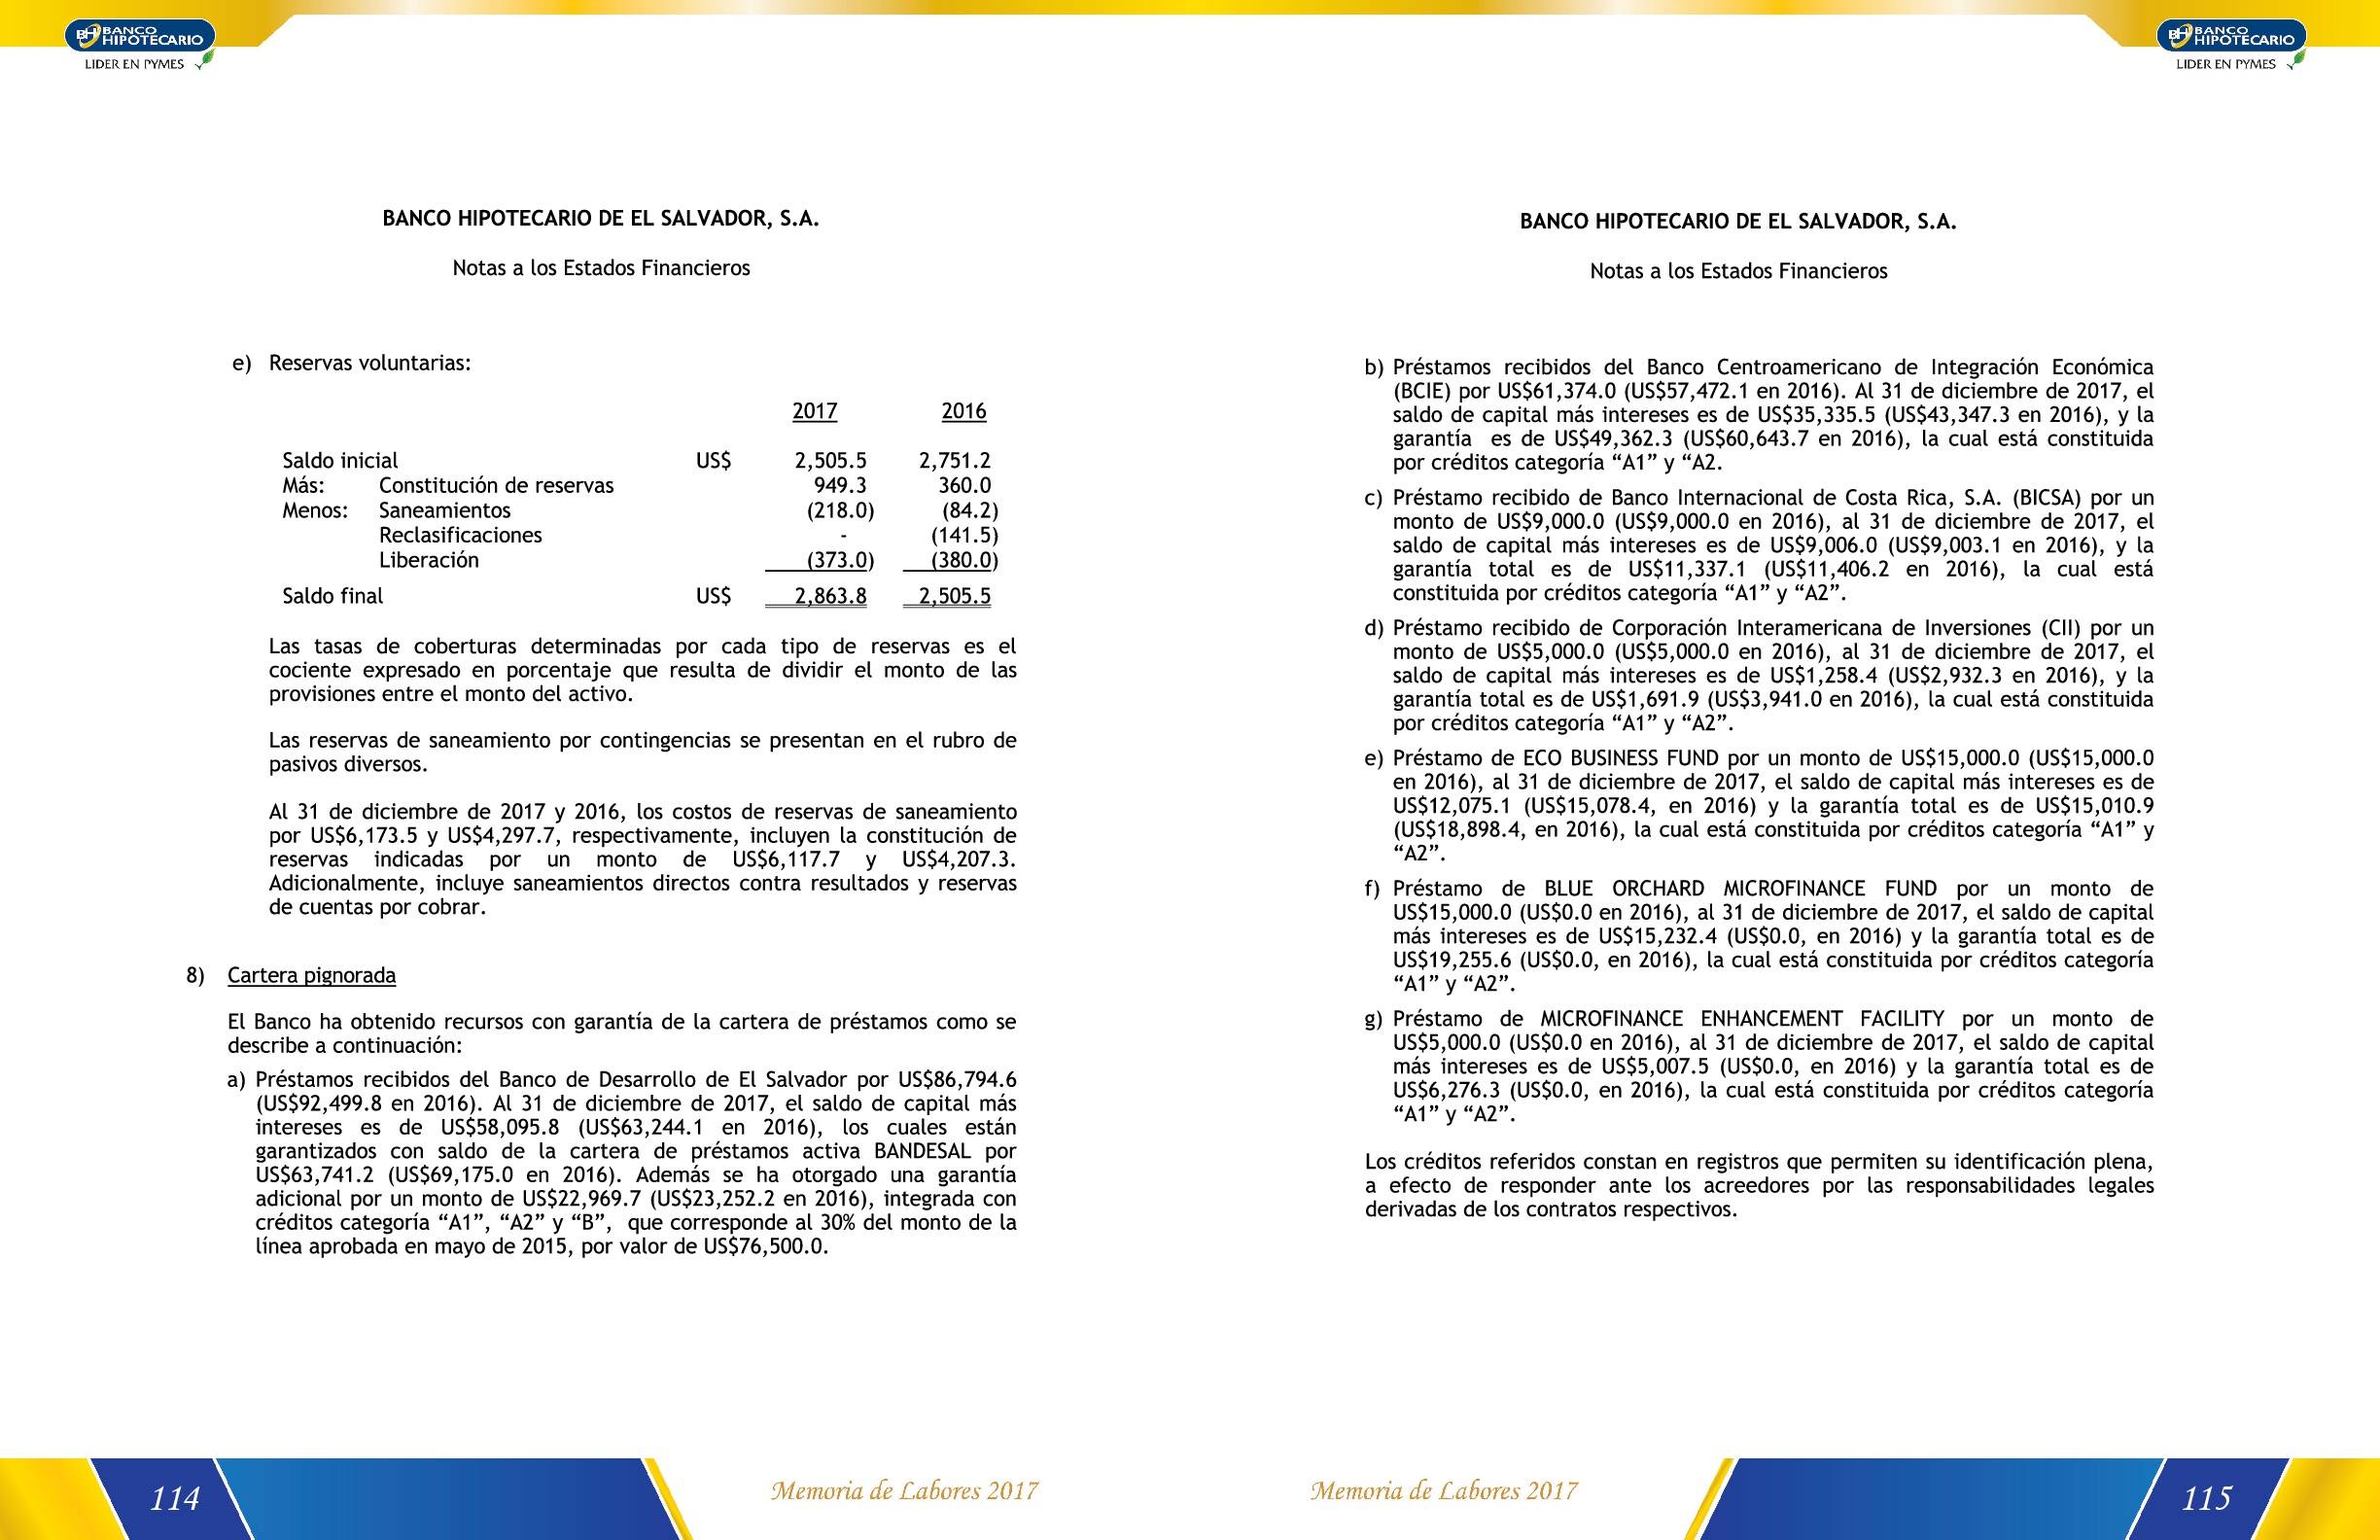 BH BANCO
HIPOTECARIO
LIDER EN PYMES
BANCO HIPOTECARIO DE EL SALVADOR, S.A.
Notas a los Estados Financieros
e) Reservas voluntarias:
2017 2016
Saldo inicial US$ 2,505.5 2,751.2
Más: Constitución de reservas 949.3 360.0
Menos: Saneamientos (218.0) (84.2)
Reclasificaciones - (141.5)
Liberación (373.0) (380.0)
Saldo final US$ 2,863.8 2,505.5
Las tasas de coberturas determinadas por cada tipo de reservas es el
cociente expresado en porcentaje que resulta de dividir el monto de las
provisiones entre el monto del activo.
Las reservas de saneamiento por contingencias se presentan en el rubro de
pasivos diversos.
Al 31 de diciembre de 2017 y 2016, los costos de reservas de saneamiento
por US$6,173.5 y US$4,297.7, respectivamente, incluyen la constitución de
reservas indicadas por un monto de US$6,117.7 y US$4,207.3.
Adicionalmente, incluye saneamientos directos contra resultados y reservas
de cuentas por cobrar.
8) Cartera pignorada
El Banco ha obtenido recursos con garantía de la cartera de préstamos como se
describe a continuación:
a) Préstamos recibidos del Banco de Desarrollo de El Salvador por US$86,794.6
(US$92,499.8 en 2016). Al 31 de diciembre de 2017, el saldo de capital más
intereses es de US$58,095.8 (US$63,244.1 en 2016), los cuales están
garantizados con saldo de la cartera de préstamos activa BANDESAL por
US$63,741.2 (US$69,175.0 en 2016). Además se ha otorgado una garantía
adicional por un monto de US$22,969.7 (US$23,252.2 en 2016), integrada con
créditos categoría “A1”, “A2” y “B”, que corresponde al 30% del monto de la
línea aprobada en mayo de 2015, por valor de US$76,500.0.
114
Memoria de Labores 2017
BH BANCO
HIPOTECARIO
LIDER EN PYMES
BANCO HIPOTECARIO DE EL SALVADOR, S.A.
Notas a los Estados Financieros
b) Préstamos recibidos del Banco Centroamericano de Integración Económica
(BCIE) por US$61,374.0 (US$57,472.1 en 2016). Al 31 de diciembre de 2017, el
saldo de capital más intereses es de US$35,335.5 (US$43,347.3 en 2016), y la
garantía es de US$49,362.3 (US$60,643.7 en 2016), la cual está constituida
por créditos categoría “A1” y “A2.
c) Préstamo recibido de Banco Internacional de Costa Rica, S.A. (BICSA) por un
monto de US$9,000.0 (US$9,000.0 en 2016), al 31 de diciembre de 2017, el
saldo de capital más intereses es de US$9,006.0 (US$9,003.1 en 2016), y la
garantía total es de US$11,337.1 (US$11,406.2 en 2016), la cual está
constituida por créditos categoría “A1” y “A2”.
d) Préstamo recibido de Corporación Interamericana de Inversiones (CII) por un
monto de US$5,000.0 (US$5,000.0 en 2016), al 31 de diciembre de 2017, el
saldo de capital más intereses es de US$1,258.4 (US$2,932.3 en 2016), y la
garantía total es de US$1,691.9 (US$3,941.0 en 2016), la cual está constituida
por créditos categoría “A1” y “A2”.
e) Préstamo de ECO BUSINESS FUND por un monto de US$15,000.0 (US$15,000.0
en 2016), al 31 de diciembre de 2017, el saldo de capital más intereses es de
US$12,075.1 (US$15,078.4, en 2016) y la garantía total es de US$15,010.9
(US$18,898.4, en 2016), la cual está constituida por créditos categoría “A1” y
“A2”.
f) Préstamo de BLUE ORCHARD MICROFINANCE FUND por un monto de
US$15,000.0 (US$0.0 en 2016), al 31 de diciembre de 2017, el saldo de capital
más intereses es de US$15,232.4 (US$0.0, en 2016) y la garantía total es de
US$19,255.6 (US$0.0, en 2016), la cual está constituida por créditos categoría
“A1” y “A2”.
g) Préstamo de MICROFINANCE ENHANCEMENT FACILITY por un monto de
US$5,000.0 (US$0.0 en 2016), al 31 de diciembre de 2017, el saldo de capital
más intereses es de US$5,007.5 (US$0.0, en 2016) y la garantía total es de
US$6,276.3 (US$0.0, en 2016), la cual está constituida por créditos categoría
“A1” y “A2”.
Los créditos referidos constan en registros que permiten su identificación plena,
a efecto de responder ante los acreedores por las responsabilidades legales
derivadas de los contratos respectivos.
Memoria de Labores 2017
115